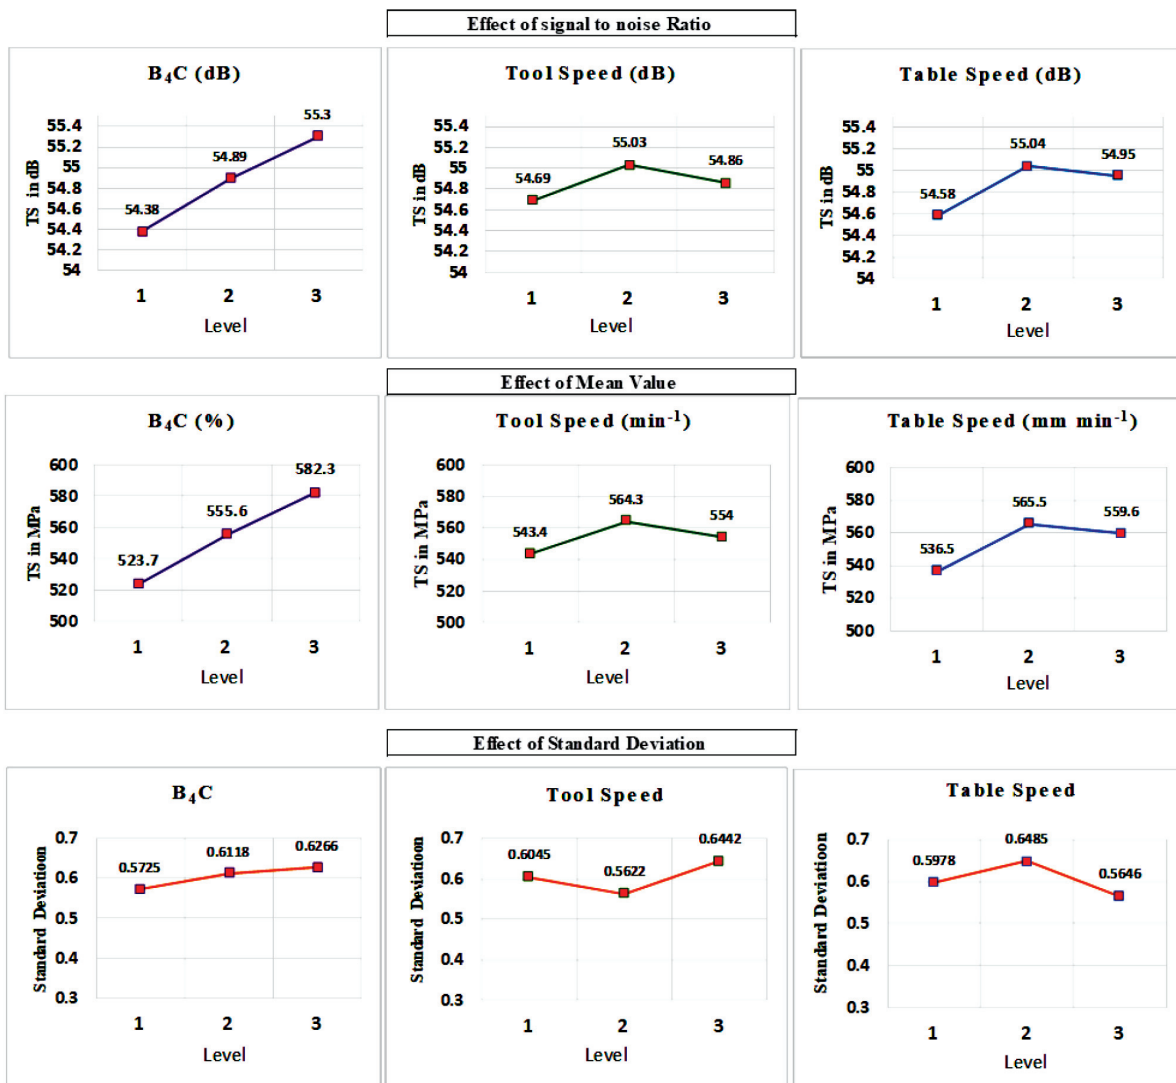 Effect of signal to noise Ratio
B₄C (dB)
TS in dB
55.4
55.2
55
54.8
54.6
54.4
54.2
54
54.38
54.89
55.3
1 2 3
Level
Tool Speed (dB)
TS in dB
55.4
55.2
55
54.8
54.6
54.4
54.2
54
54.69
55.03
54.86
1 2 3
Level
Table Speed (dB)
TS in dB
55.4
55.2
55
54.8
54.6
54.4
54.2
54
54.58
55.04
54.95
1 2 3
Level
Effect of Mean Value
B₄C (%)
TS in MPa
600
580
560
540
520
500
523.7
555.6
582.3
1 2 3
Level
Tool Speed (min⁻¹)
TS in MPa
600
580
560
540
520
500
543.4
564.3
554
1 2 3
Level
Table Speed (mm min⁻¹)
TS in MPa
600
580
560
540
520
500
536.5
565.5
559.6
1 2 3
Level
Effect of Standard Deviation
B₄C
Standard Deviatioon
0.7
0.6
0.5
0.4
0.3
0.5725
0.6118
0.6266
1 2 3
Level
Tool Speed
Standard Deviatioon
0.7
0.6
0.5
0.4
0.3
0.6045
0.5622
0.6442
1 2 3
Level
Table Speed
Standard Deviatioon
0.7
0.6
0.5
0.4
0.3
0.5978
0.6485
0.5646
1 2 3
Level